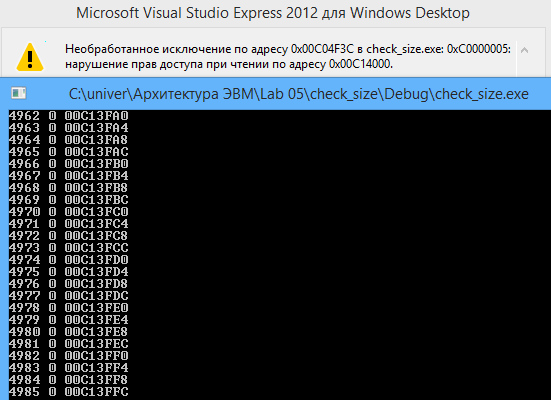 Microsoft Visual Studio Express 2012 для Windows Desktop
Необработанное исключение по адресу 0x00C04F3C в check_size.exe: 0xC0000005:
нарушение прав доступа при чтении по адресу 0x00C14000.
C:\univer\Архитектура ЭВМ\Lab 05\check_size\Debug\check_size.exe
4962 0 00C13FA0
4963 0 00C13FA4
4964 0 00C13FA8
4965 0 00C13FAC
4966 0 00C13FB0
4967 0 00C13FB4
4968 0 00C13FB8
4969 0 00C13FBC
4970 0 00C13FC0
4971 0 00C13FC4
4972 0 00C13FC8
4973 0 00C13FCC
4974 0 00C13FD0
4975 0 00C13FD4
4976 0 00C13FD8
4977 0 00C13FDC
4978 0 00C13FE0
4979 0 00C13FE4
4980 0 00C13FE8
4981 0 00C13FEC
4982 0 00C13FF0
4983 0 00C13FF4
4984 0 00C13FF8
4985 0 00C13FFC